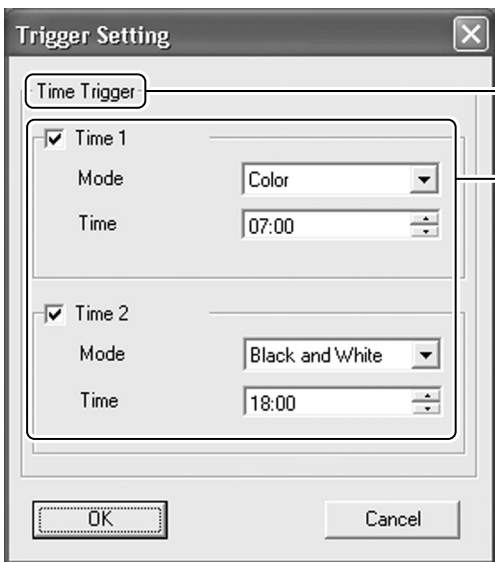 Trigger Setting
Time Trigger
Time 1
Mode Color
Time 07:00
Time 2
Mode Black and White
Time 18:00
OK Cancel